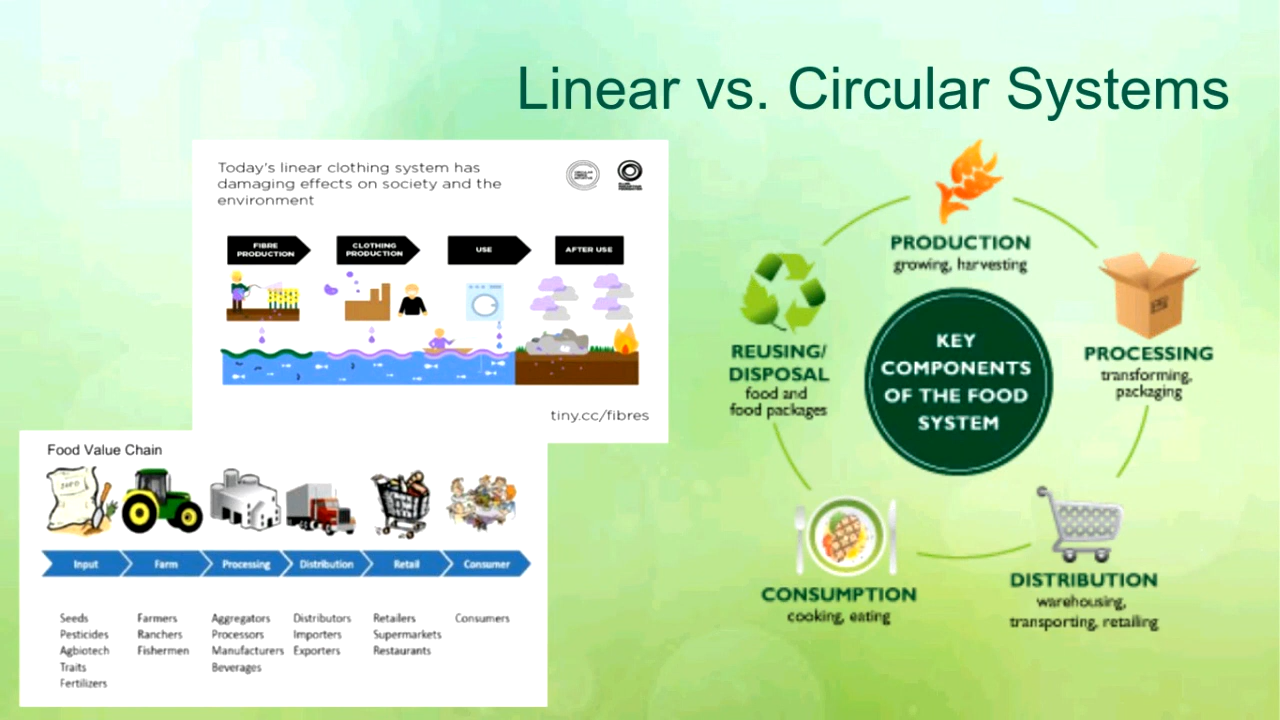 Linear vs. Circular Systems
Today's linear clothing system has
damaging effects on society and the
environment
FIBRE
PRODUCTION
CLOTHING
PRODUCTION
USE
AFTER USE
tiny.cc/fibres
Food Value Chain
Input
Farm
Processing
Distribution
Retail
Consumer
Seeds
Pesticides
Agbiotech
Traits
Fertilizers
Farmers
Ranchers
Fishermen
Aggregators
Processors
Manufacturers
Beverages
Distributors
Importers
Exporters
Retailers
Supermarkets
Restaurants
Consumers
KEY
COMPONENTS
OF THE FOOD
SYSTEM
PRODUCTION
growing, harvesting
PROCESSING
transforming,
packaging
DISTRIBUTION
warehousing,
transporting, retailing
CONSUMPTION
cooking, eating
REUSING/
DISPOSAL
food and
food packages